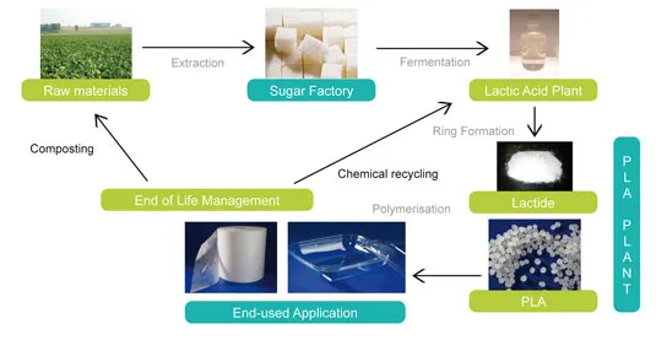 Extraction
Fermentation
Raw materials
Sugar Factory
Lactic Acid Plant
Ring Formation
Composting
Chemical recycling
End of Life Management
Lactide
Polymerisation
PLA PLANT
PLA
End-used Application